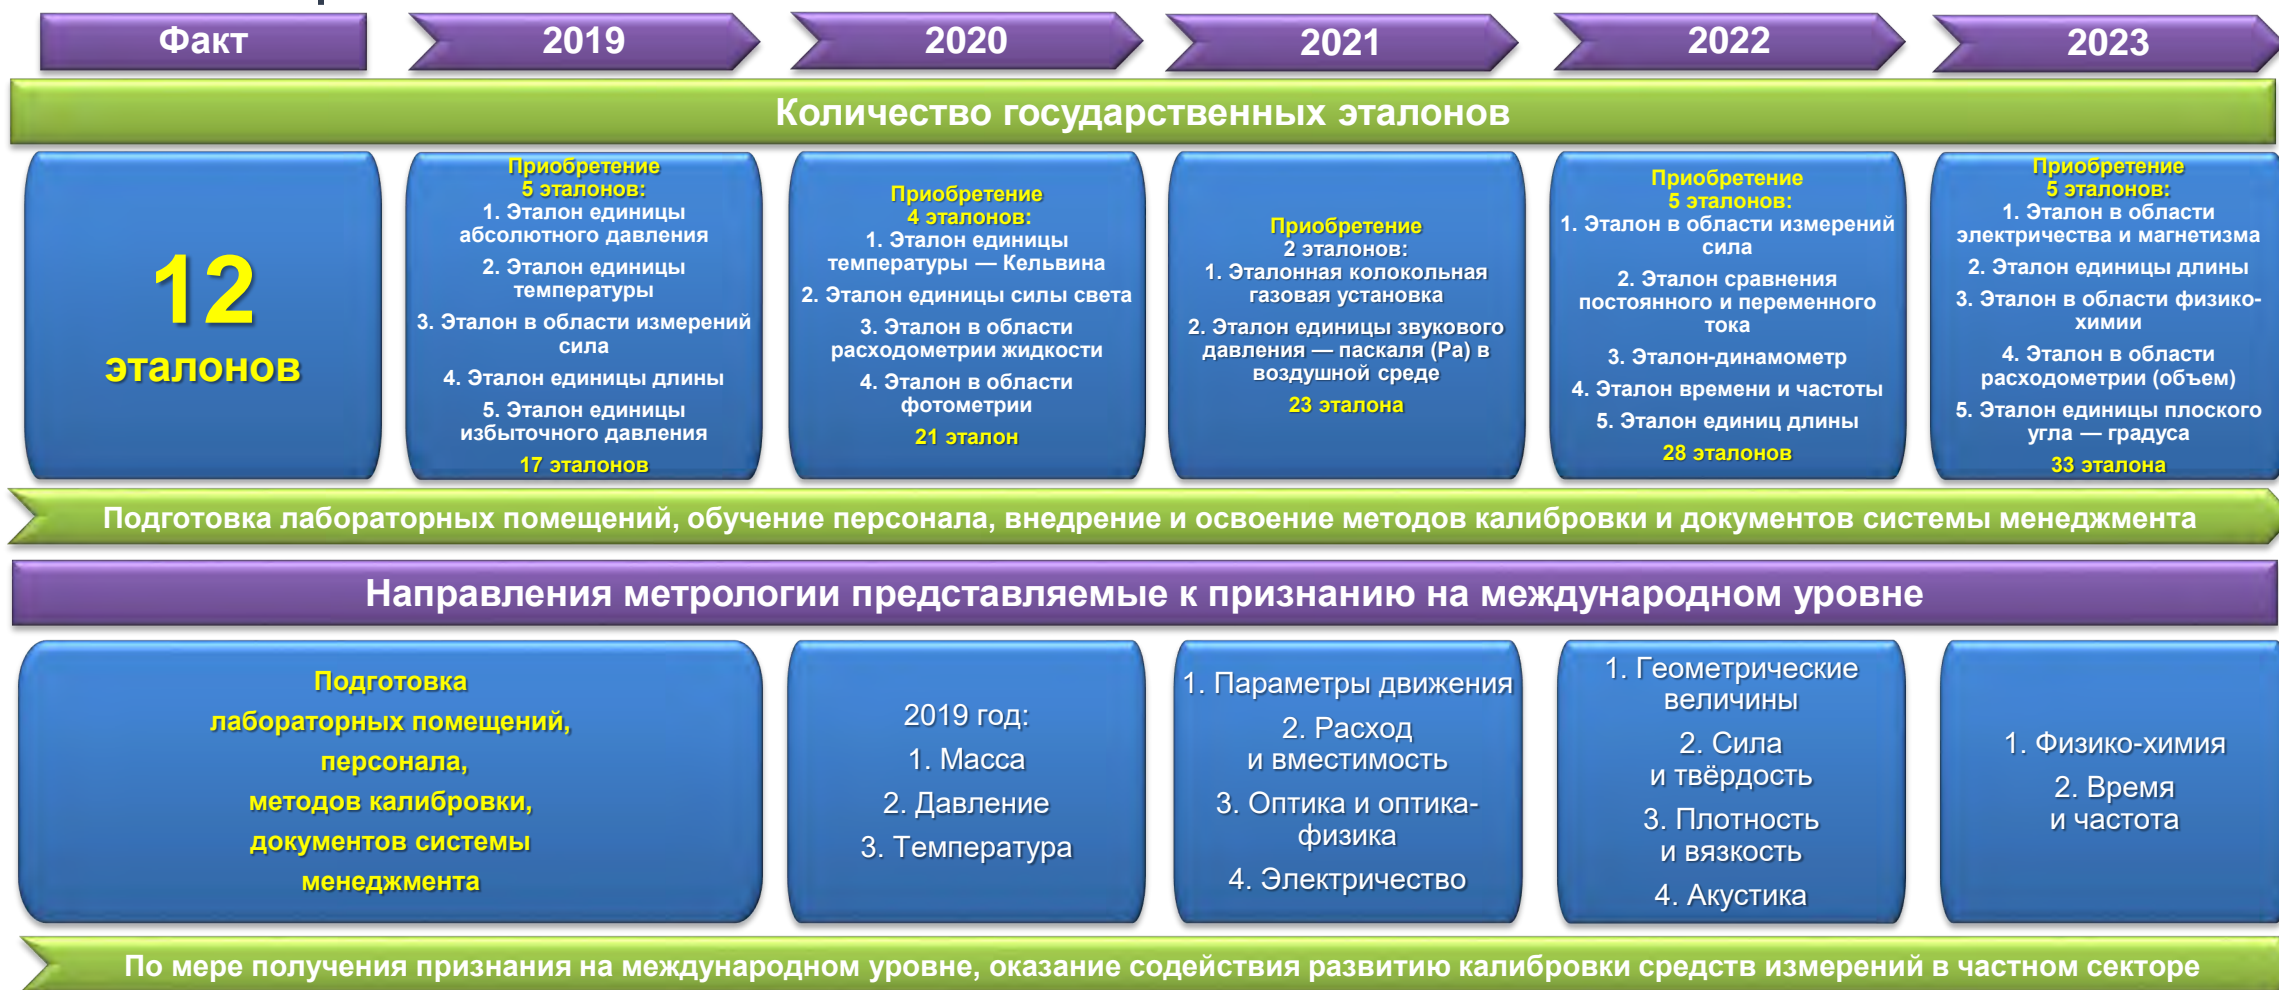 Факт
2019
2020
2021
2022
2023
Количество государственных эталонов
12
эталонов
Приобретение
5 эталонов:
1. Эталон единицы
абсолютного давления
2. Эталон единицы
температуры
3. Эталон в области измерений
сила
4. Эталон единицы длины
5. Эталон единицы
избыточного давления
17 эталонов
Приобретение
4 эталонов:
1. Эталон единицы
температуры — Кельвина
2. Эталон единицы силы света
3. Эталон в области
расходометрии жидкости
4. Эталон в области
фотометрии
21 эталон
Приобретение
2 эталонов:
1. Эталонная колокольная
газовая установка
2. Эталон единицы звукового
давления — паскаля (Pa) в
воздушной среде
23 эталона
Приобретение
5 эталонов:
1. Эталон в области измерений
сила
2. Эталон сравнения
постоянного и переменного
тока
3. Эталон-динамометр
4. Эталон времени и частоты
5. Эталон единиц длины
28 эталонов
Приобретение
5 эталонов:
1. Эталон в области
электричества и магнетизма
2. Эталон единицы длины
3. Эталон в области физико-
химии
4. Эталон в области
расходометрии (объем)
5. Эталон единицы плоского
угла — градуса
33 эталона
Подготовка лабораторных помещений, обучение персонала, внедрение и освоение методов калибровки и документов системы менеджмента
Направления метрологии представляемые к признанию на международном уровне
Подготовка
лабораторных помещений,
персонала,
методов калибровки,
документов системы
менеджмента
2019 год:
1. Масса
2. Давление
3. Температура
1. Параметры движения
2. Расход
и вместимость
3. Оптика и оптика-
физика
4. Электричество
1. Геометрические
величины
2. Сила
и твёрдость
3. Плотность
и вязкость
4. Акустика
1. Физико-химия
2. Время
и частота
По мере получения признания на международном уровне, оказание содействия развитию калибровки средств измерений в частном секторе